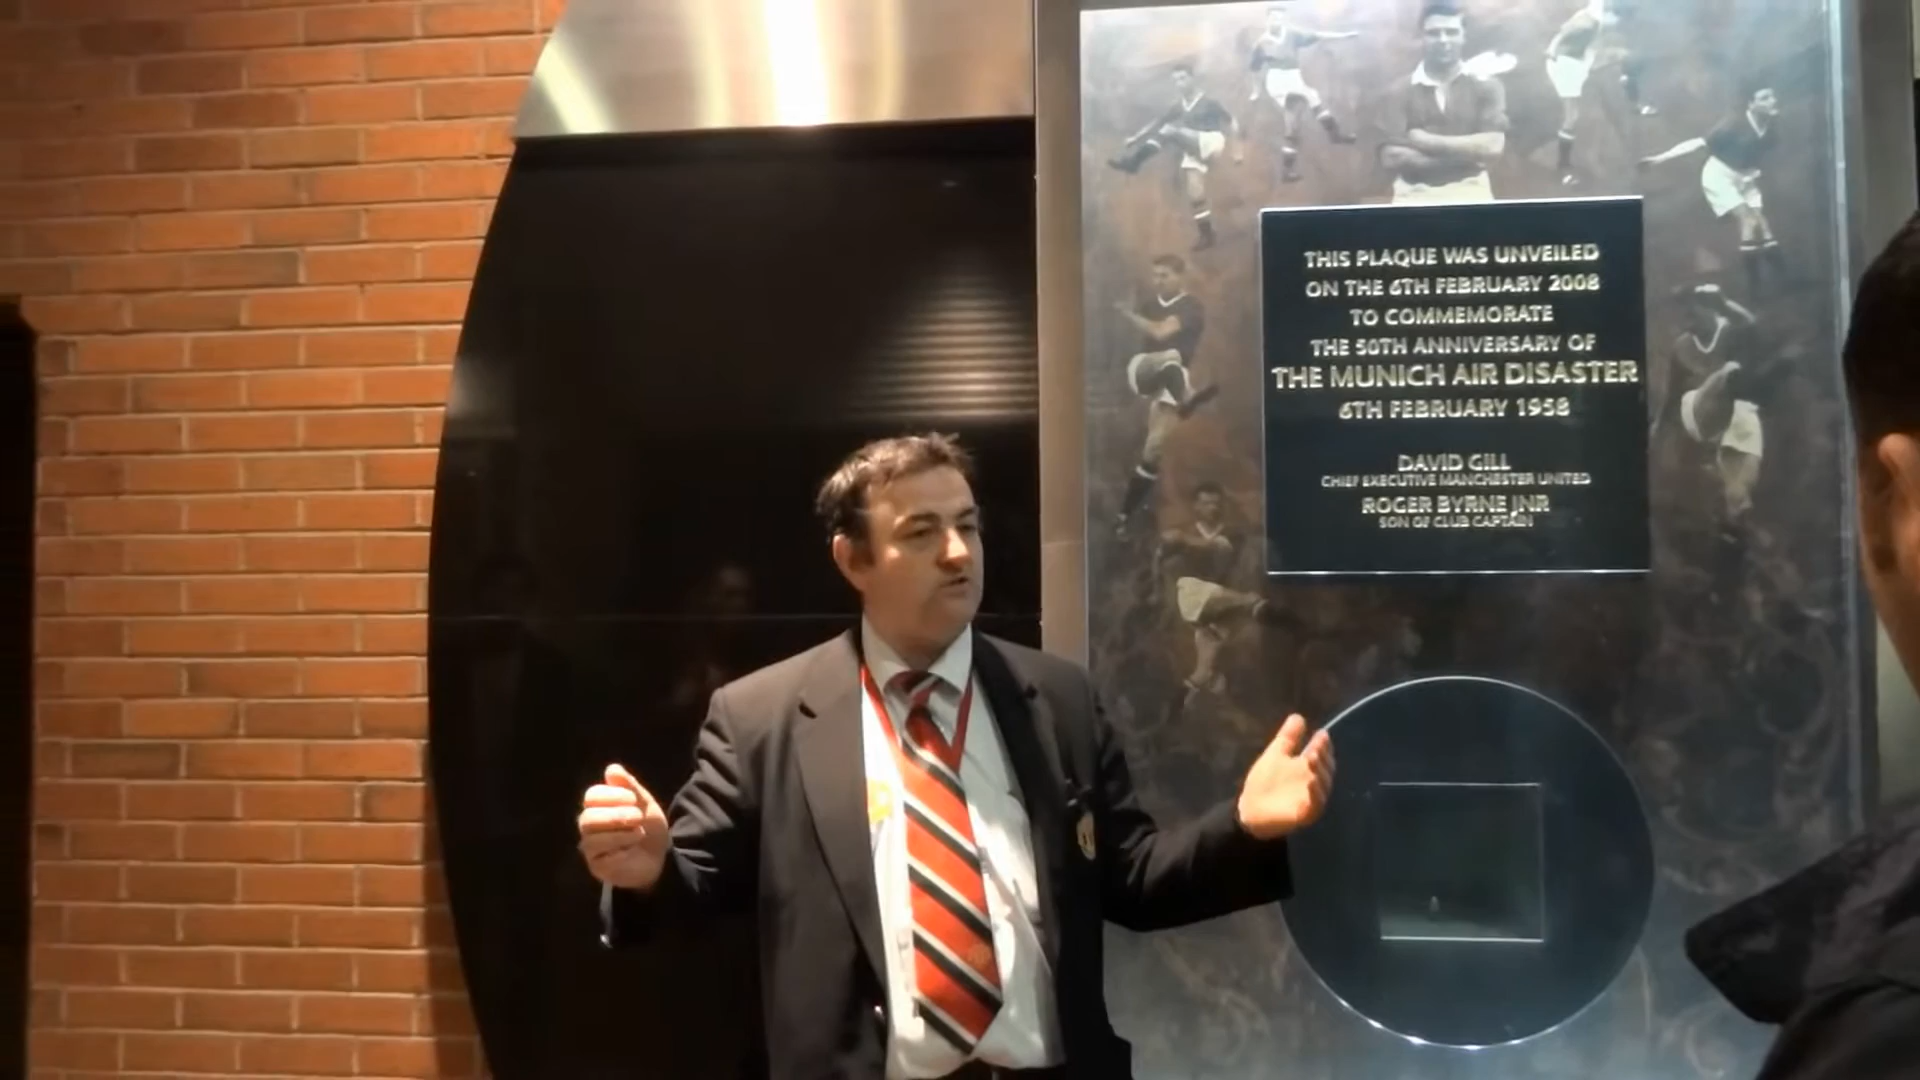 THIS PLAQUE WAS UNVEILED
ON THE 6TH FEBRUARY 2008
TO COMMEMORATE
THE 50TH ANNIVERSARY OF
THE MUNICH AIR DISASTER
6TH FEBRUARY 1958
DAVID GILL
CHIEF EXECUTIVE MANCHESTER UNITED
ROGER BYRNE JNR
SON OF CLUB CAPTAIN